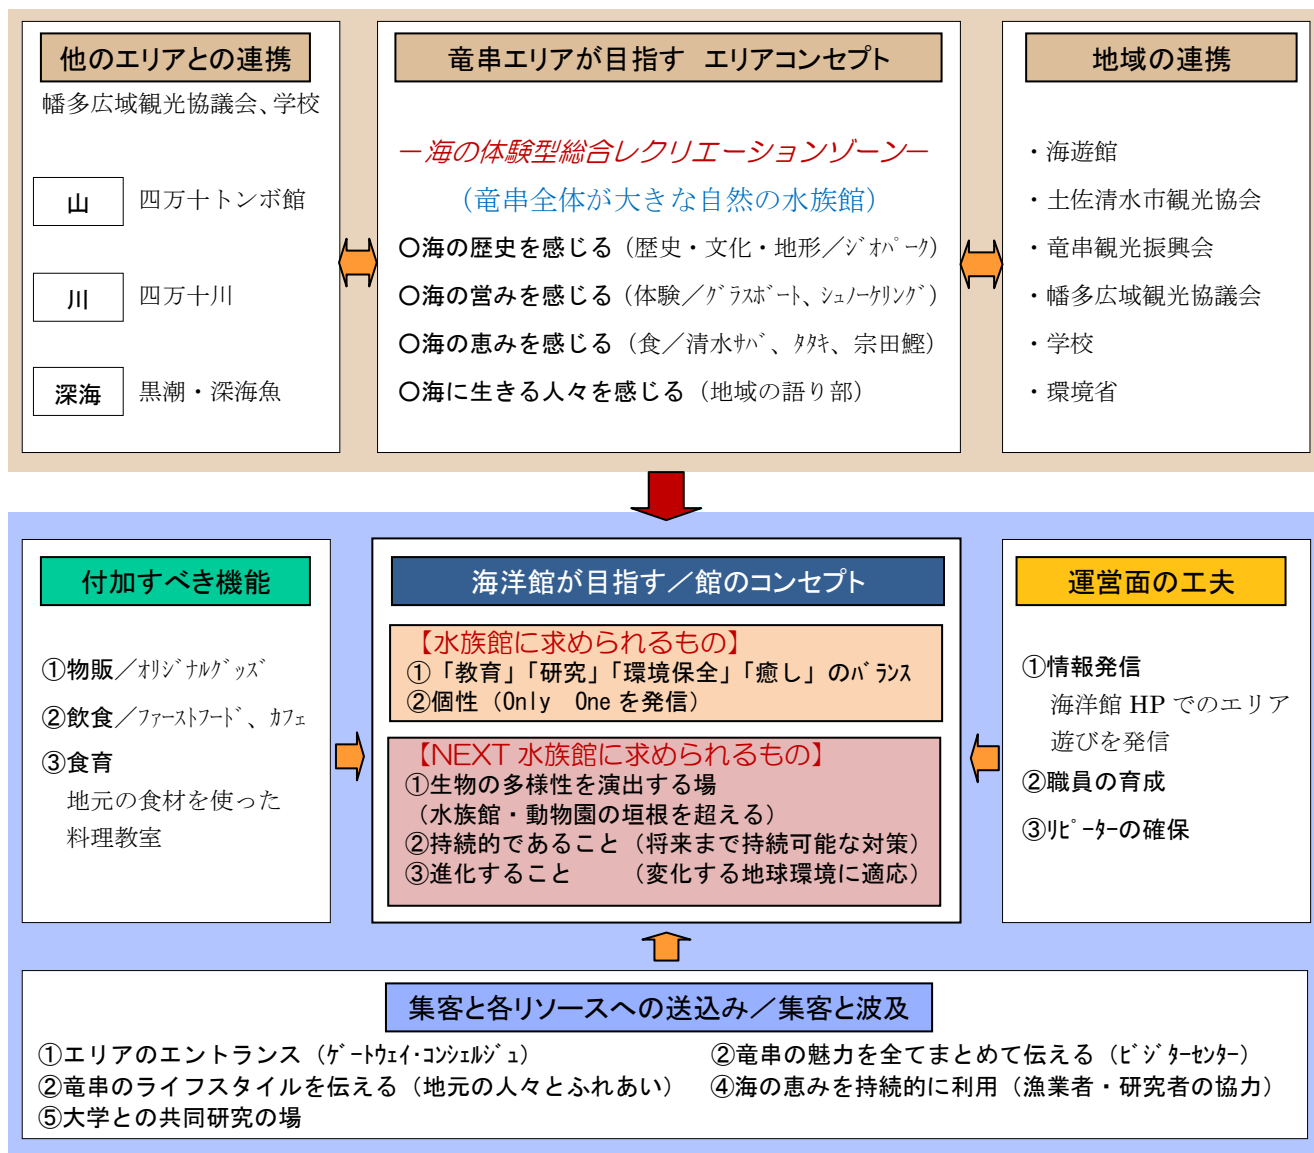 他のエリアとの連携
幡多広域観光協議会、学校
山 四万十トンボ館
川 四万十川
深海 黒潮・深海魚
竜串エリアが目指す エリアコンセプト
－海の体験型総合レクリエーションゾーン－
（竜串全体が大きな自然の水族館）
〇海の歴史を感じる（歴史・文化・地形／ｼﾞｵﾊﾟｰｸ）
〇海の営みを感じる（体験／ｸﾞﾗｽﾎﾞｰﾄ、ｼｭﾉｰｹﾘﾝｸﾞ）
〇海の恵みを感じる（食／清水ｻﾊﾞ、ﾀﾀｷ、宗田鰹）
〇海に生きる人々を感じる（地域の語り部）
地域の連携
・海遊館
・土佐清水市観光協会
・竜串観光振興会
・幡多広域観光協議会
・学校
・環境省
付加すべき機能
①物販／ｵﾘｼﾞﾅﾙｸﾞｯｽﾞ
②飲食／ﾌｧｰｽﾄﾌｰﾄﾞ、ｶﾌｪ
③食育
地元の食材を使った
料理教室
海洋館が目指す／館のコンセプト
【水族館に求められるもの】
①「教育」「研究」「環境保全」「癒し」のﾊﾞﾗﾝｽ
②個性（Only One を発信）
【NEXT 水族館に求められるもの】
①生物の多様性を演出する場
（水族館・動物園の垣根を超える）
②持続的であること（将来まで持続可能な対策）
③進化すること （変化する地球環境に適応）
運営面の工夫
①情報発信
海洋館 HP でのエリア
遊びを発信
②職員の育成
③ﾘﾋﾟｰﾀｰの確保
集客と各リソースへの送込み／集客と波及
①エリアのエントランス（ｹﾞｰﾄｳｪｲ・ｺﾝｼｪﾙｼﾞｭ） ②竜串の魅力を全てまとめて伝える（ﾋﾞｼﾞﾀｰｾﾝﾀｰ）
②竜串のライフスタイルを伝える（地元の人々とふれあい） ④海の恵みを持続的に利用（漁業者・研究者の協力）
⑤大学との共同研究の場